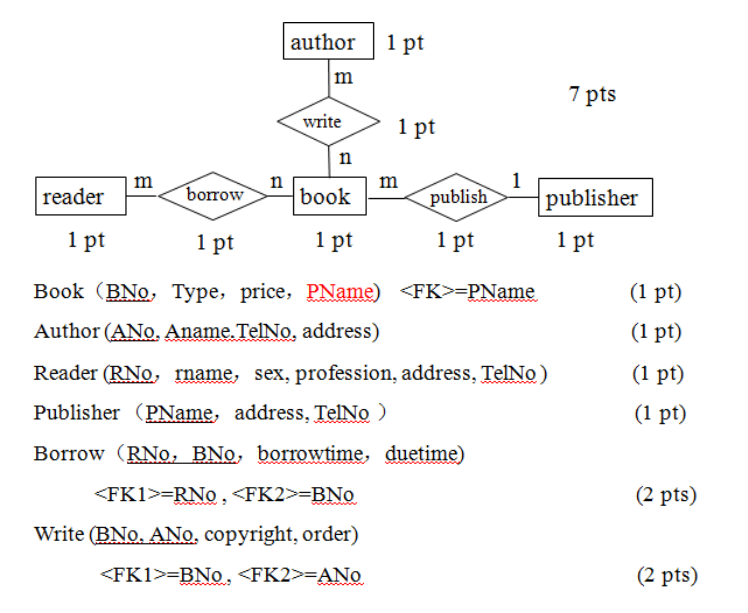 author 1 pt
m
7 pts
write 1 pt
n
reader m borrow n book m publish 1 publisher
1 pt 1 pt 1 pt 1 pt 1 pt
Book（BNo，Type，price，PName） <FK>=PName (1 pt)
Author (ANo, Aname.TelNo, address) (1 pt)
Reader (RNo，rname，sex, profession, address, TelNo ) (1 pt)
Publisher （PName，address, TelNo ） (1 pt)
Borrow（RNo，BNo，borrowtime，duetime)
<FK1>=RNo , <FK2>=BNo (2 pts)
Write (BNo, ANo, copyright, order)
<FK1>=BNo , <FK2>=ANo (2 pts)